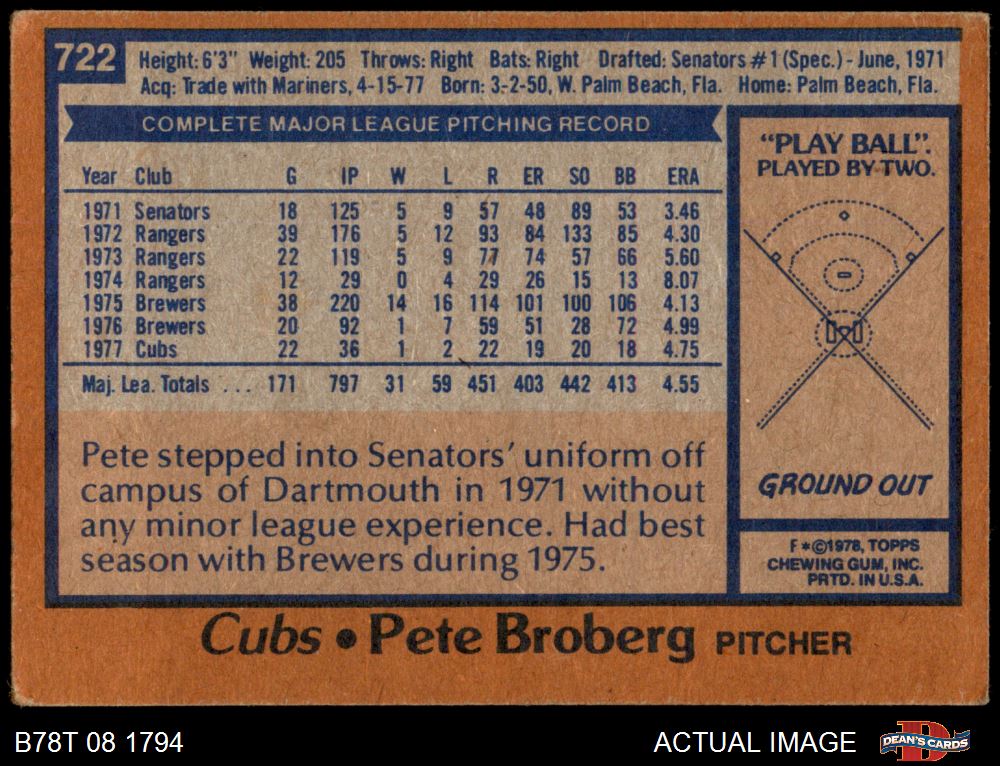 722
Height: 6'3" Weight: 205 Throws: Right Bats: Right Drafted: Senators #1 (Spec.) - June, 1971
Acq: Trade with Mariners, 4-15-77 Born: 3-2-50, W. Palm Beach, Fla. Home: Palm Beach, Fla.
COMPLETE MAJOR LEAGUE PITCHING RECORD
Year Club G IP W L R ER SO BB ERA
1971 Senators 18 125 5 9 57 48 89 53 3.46
1972 Rangers 39 176 5 12 93 84 133 85 4.30
1973 Rangers 22 119 5 9 77 74 57 66 5.60
1974 Rangers 12 29 0 4 29 26 15 13 8.07
1975 Brewers 38 220 14 16 114 101 100 106 4.13
1976 Brewers 20 92 1 7 59 51 28 72 4.99
1977 Cubs 22 36 1 2 22 19 20 18 4.75
Maj. Lea. Totals . . . 171 797 31 59 451 403 442 413 4.55
Pete stepped into Senators' uniform off
campus of Dartmouth in 1971 without
any minor league experience. Had best
season with Brewers during 1975.
"PLAY BALL".
PLAYED BY TWO.
GROUND OUT
F*©1978, TOPPS
CHEWING GUM, INC.
PRTD. IN U.S.A.
Cubs • Pete Broberg PITCHER
B78T 08 1794
ACTUAL IMAGE
D
DEAN'S CARDS